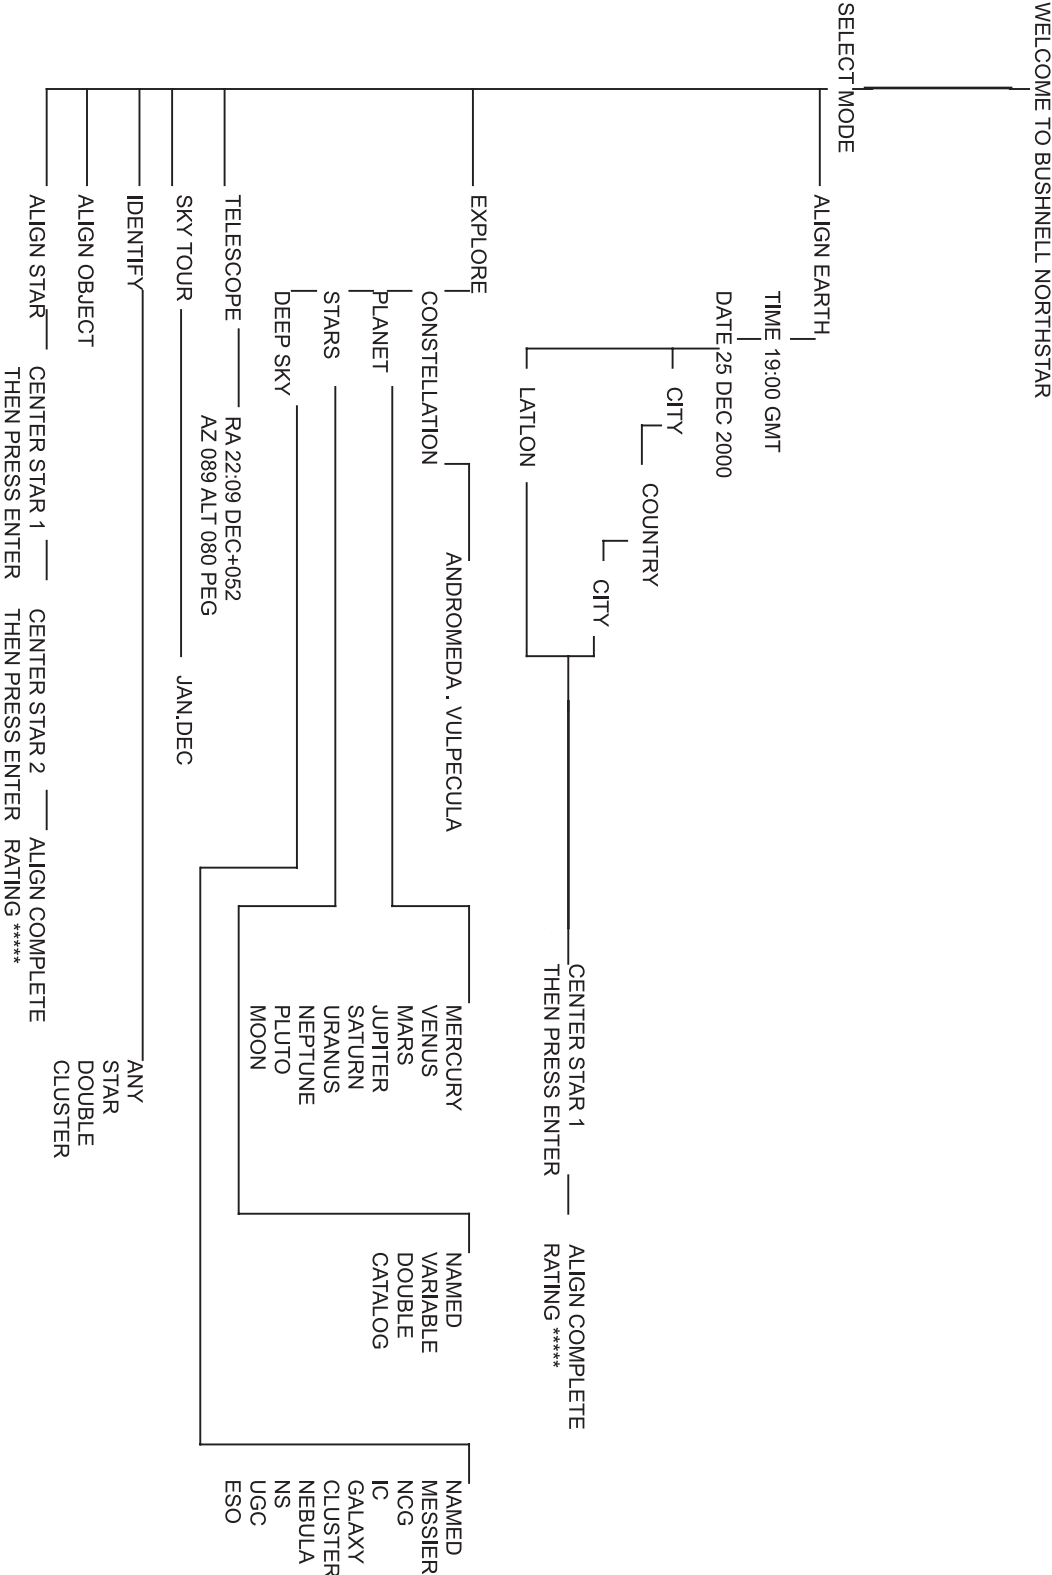 WELCOME TO BUSHNELL NORTHSTAR
SELECT MODE
ALIGN EARTH
TIME 19:00 GMT
DATE 25 DEC 2000
CITY
COUNTRY
CITY
LATLON
CENTER STAR 1
THEN PRESS ENTER
ALIGN COMPLETE
RATING *****
EXPLORE
CONSTELLATION
ANDROMEDA . VULPECULA
PLANET
MERCURY
VENUS
MARS
JUPITER
SATURN
URANUS
NEPTUNE
PLUTO
MOON
STARS
NAMED
VARIABLE
DOUBLE
CATALOG
DEEP SKY
NAMED
MESSIER
NCG
IC
GALAXY
CLUSTER
NEBULA
NS
UGC
ESO
TELESCOPE
RA 22:09 DEC+052
AZ 089 ALT 080 PEG
SKY TOUR
JAN.DEC
IDENTIFY
ANY
STAR
DOUBLE
CLUSTER
ALIGN OBJECT
ALIGN STAR
CENTER STAR 1
THEN PRESS ENTER
CENTER STAR 2
THEN PRESS ENTER
ALIGN COMPLETE
RATING *****